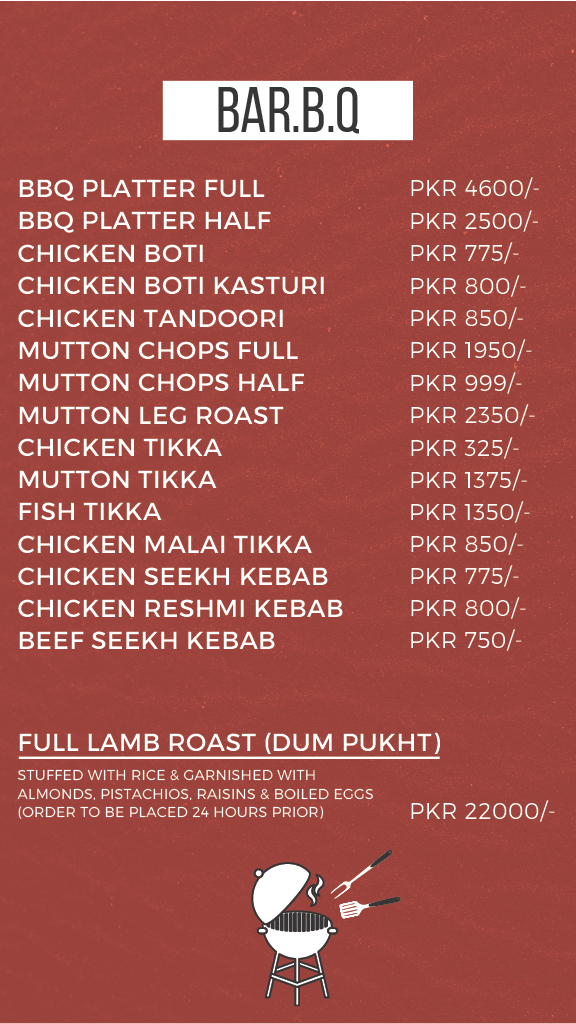 BAR.B.Q
BBQ PLATTER FULL PKR 4600/-
BBQ PLATTER HALF PKR 2500/-
CHICKEN BOTI PKR 775/-
CHICKEN BOTI KASTURI PKR 800/-
CHICKEN TANDOORI PKR 850/-
MUTTON CHOPS FULL PKR 1950/-
MUTTON CHOPS HALF PKR 999/-
MUTTON LEG ROAST PKR 2350/-
CHICKEN TIKKA PKR 325/-
MUTTON TIKKA PKR 1375/-
FISH TIKKA PKR 1350/-
CHICKEN MALAI TIKKA PKR 850/-
CHICKEN SEEKH KEBAB PKR 775/-
CHICKEN RESHMI KEBAB PKR 800/-
BEEF SEEKH KEBAB PKR 750/-
FULL LAMB ROAST (DUM PUKHT)
STUFFED WITH RICE & GARNISHED WITH
ALMONDS, PISTACHIOS, RAISINS & BOILED EGGS
(ORDER TO BE PLACED 24 HOURS PRIOR) PKR 22000/-